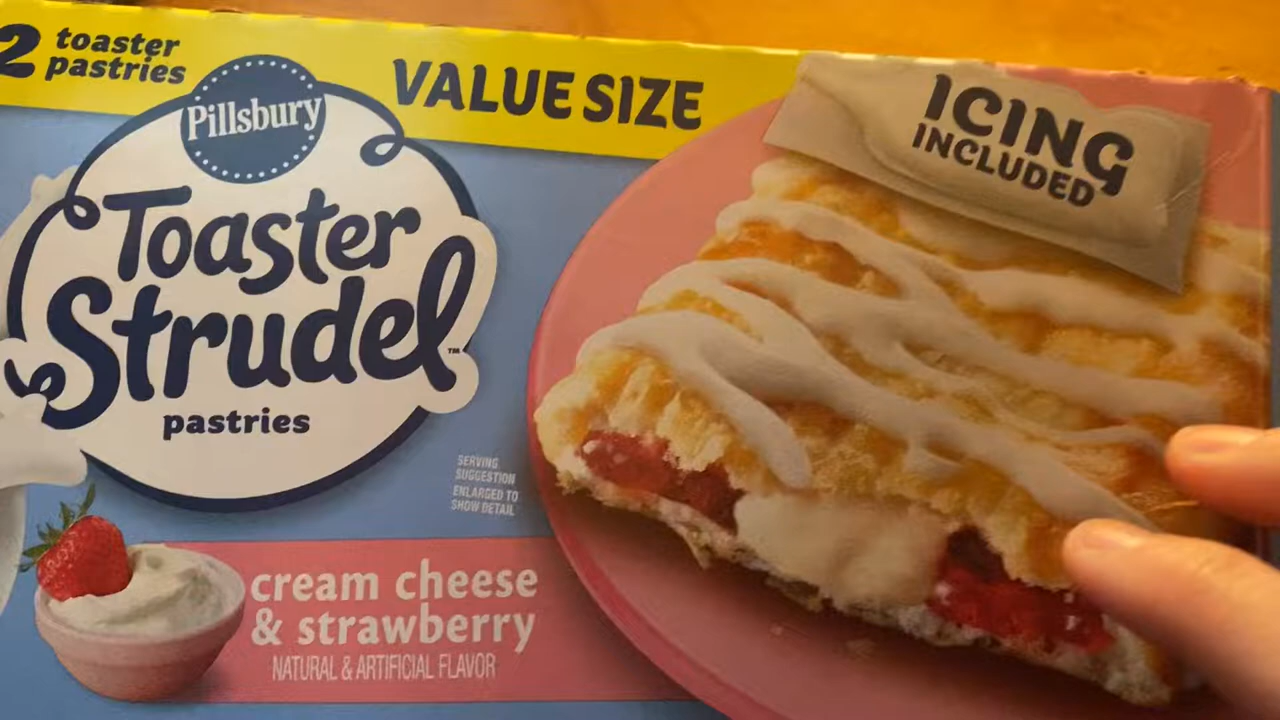 2 toaster
pastries
VALUE SIZE
ICING
INCLUDED
Pillsbury
Toaster
Strudel™
pastries
SERVING
SUGGESTION
ENLARGED TO
SHOW DETAIL
cream cheese
& strawberry
NATURAL & ARTIFICIAL FLAVOR